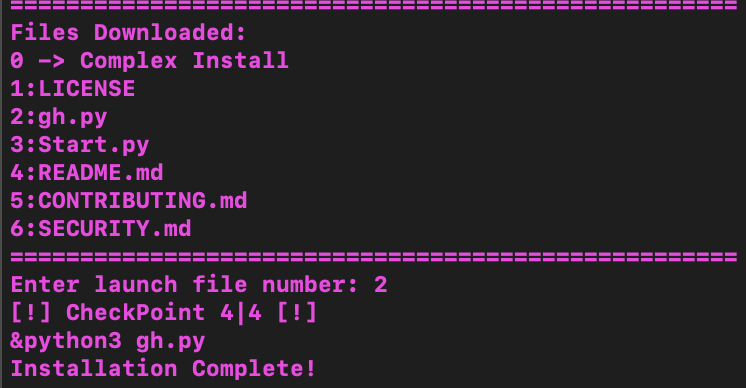 ====================================================
Files Downloaded:
0 -> Complex Install
1:LICENSE
2:gh.py
3:Start.py
4:README.md
5:CONTRIBUTING.md
6:SECURITY.md
====================================================
Enter launch file number: 2
[!] CheckPoint 4|4 [!]
&python3 gh.py
Installation Complete!